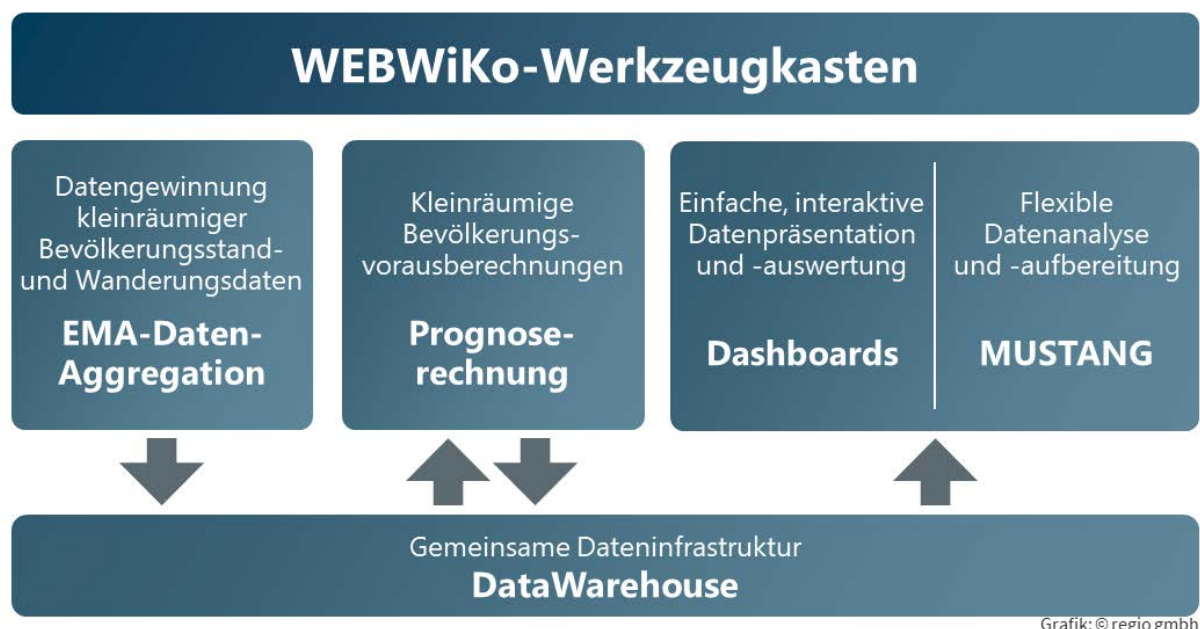 WEBWiKo-Werkzeugkasten
Datengewinnung
kleinräumiger
Bevölkerungsstand-
und Wanderungsdaten
EMA-Daten-
Aggregation
Kleinräumige
Bevölkerungs-
vorausberechnungen
Prognose-
rechnung
Einfache, interaktive
Datenpräsentation
und -auswertung
Dashboards
Flexible
Datenanalyse
und -aufbereitung
MUSTANG
Gemeinsame Dateninfrastruktur
DataWarehouse
Grafik: © regio gmbh